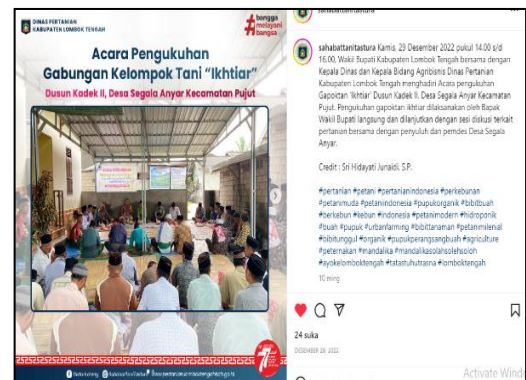 DINAS PERTANIAN
KABUPATEN LOMBOK TENGAH
bangga
melayani
bangsa
Acara Pengukuhan
Gabungan Kelompok Tani "Ikhtiar"
Dusun Kadek II, Desa Segala Anyar Kecamatan Pujut
sahabattanitastura
sahabattanitastura Kamis, 29 Desember 2022 pukul 14.00 s/d
16.00, Wakil Bupati Kabupaten Lombok Tengah bersama dengan
Kepala Dinas dan Kepala Bidang Agribisnis Dinas Pertanian
Kabupaten Lombok Tengah menghadiri Acara pengukuhan
Gapoktan 'Ikhtiar' Dusun Kadek II, Desa Segala Anyar Kecamatan
Pujut. Pengukuhan gapoktan ikhtiar dilaksanakan oleh Bapak
Wakil Bupati langsung dan dilanjutkan dengan sesi diskusi terkait
pertanian bersama dengan penyuluh dan pemdes Desa Segala
Anyar.
Credit : Sri Hidayati Junaidi, S.P.
#pertanian #petani #pertanianindonesia #perkebunan
#petanimuda #petaniindonesia #pupukorganik #bibitbuah
#berkebun #kebun #indonesia #petanimodern #hidroponik
#buah #pupuk #urbanfarming #bibittanaman #petanimilenial
#bibitunggul #organik #pupukperangsangbuah #agriculture
#peternakan #mandalika #mandalikasolahsolehsoloh
#ayokelomboktengah #tatastuhutrasna #lomboktengah
10 mng
24 suka
DESEMBER 29, 2022
Activate Wind